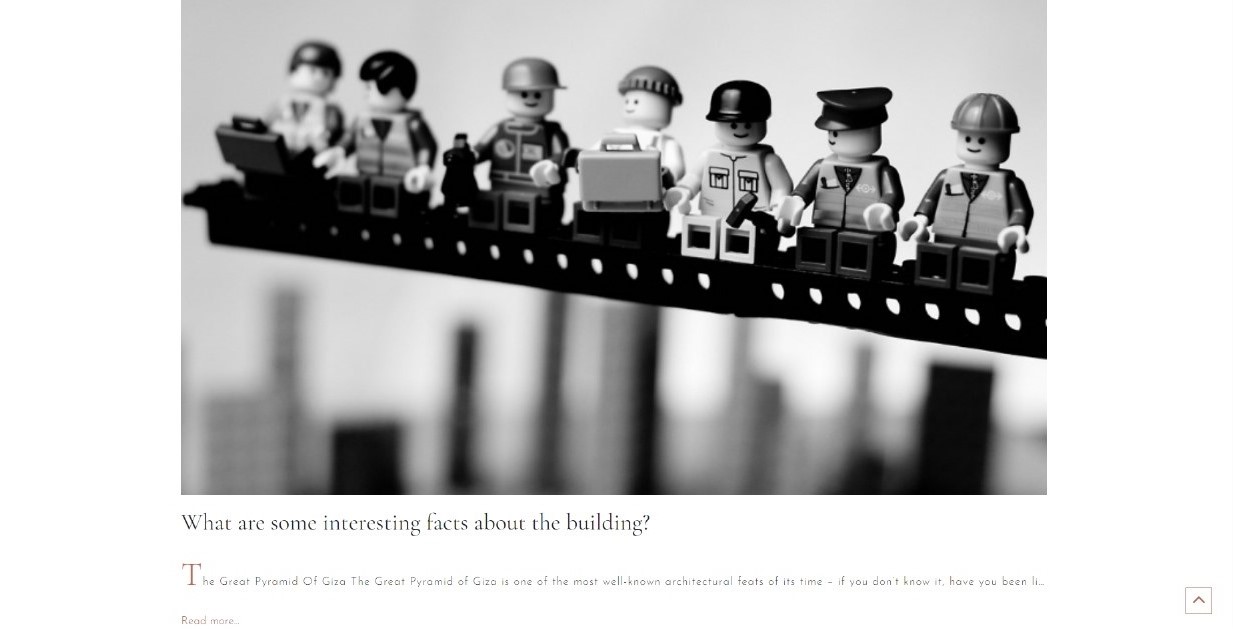 What are some interesting facts about the building?
The Great Pyramid Of Giza The Great Pyramid of Giza is one of the most well-known architectural feats of its time – if you don't know it, have you been li...
Read more...